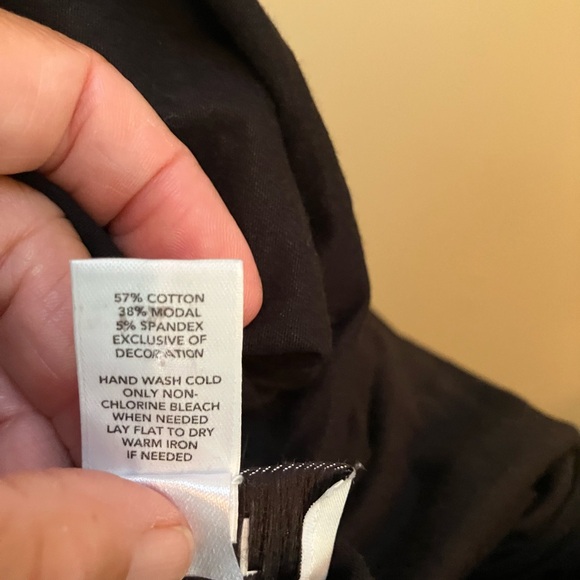 57% COTTON
38% MODAL
5% SPANDEX
EXCLUSIVE OF
DECORATION
HAND WASH COLD
ONLY NON-
CHLORINE BLEACH
WHEN NEEDED
LAY FLAT TO DRY
WARM IRON
IF NEEDED